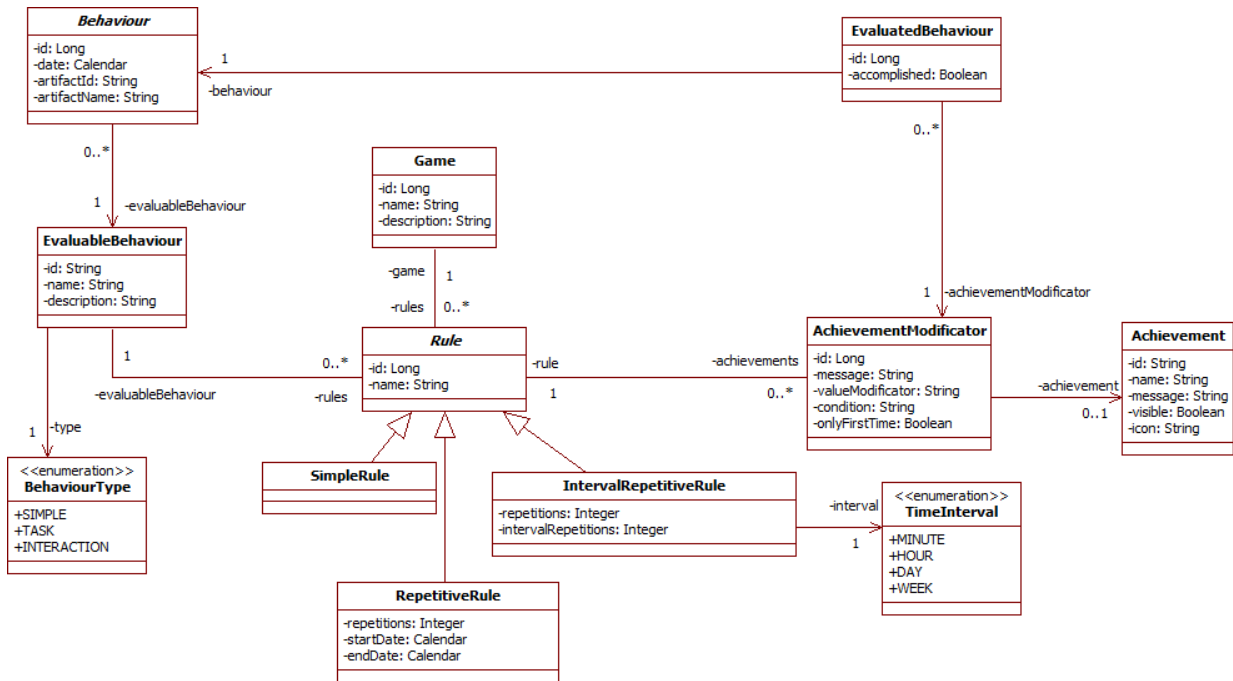 Behaviour
-id: Long
-date: Calendar
-artifactId: String
-artifactName: String
1
-behaviour
EvaluatedBehaviour
-id: Long
-accomplished: Boolean
0..*
0..*
1
-evaluableBehaviour
Game
-id: Long
-name: String
-description: String
EvaluableBehaviour
-id: String
-name: String
-description: String
-game
1
-rules
0..*
1
-achievementModificator
Rule
-id: Long
-name: String
1
-evaluableBehaviour
0..*
-rules
-rule
1
-achievements
0..*
AchievementModificator
-id: Long
-message: String
-valueModificator: String
-condition: String
-onlyFirstTime: Boolean
-achievement
0..1
Achievement
-id: String
-name: String
-message: String
-visible: Boolean
-icon: String
1
-type
<<enumeration>>
BehaviourType
+SIMPLE
+TASK
+INTERACTION
SimpleRule
IntervalRepetitiveRule
-repetitions: Integer
-intervalRepetitions: Integer
-interval
1
<<enumeration>>
TimeInterval
+MINUTE
+HOUR
+DAY
+WEEK
RepetitiveRule
-repetitions: Integer
-startDate: Calendar
-endDate: Calendar